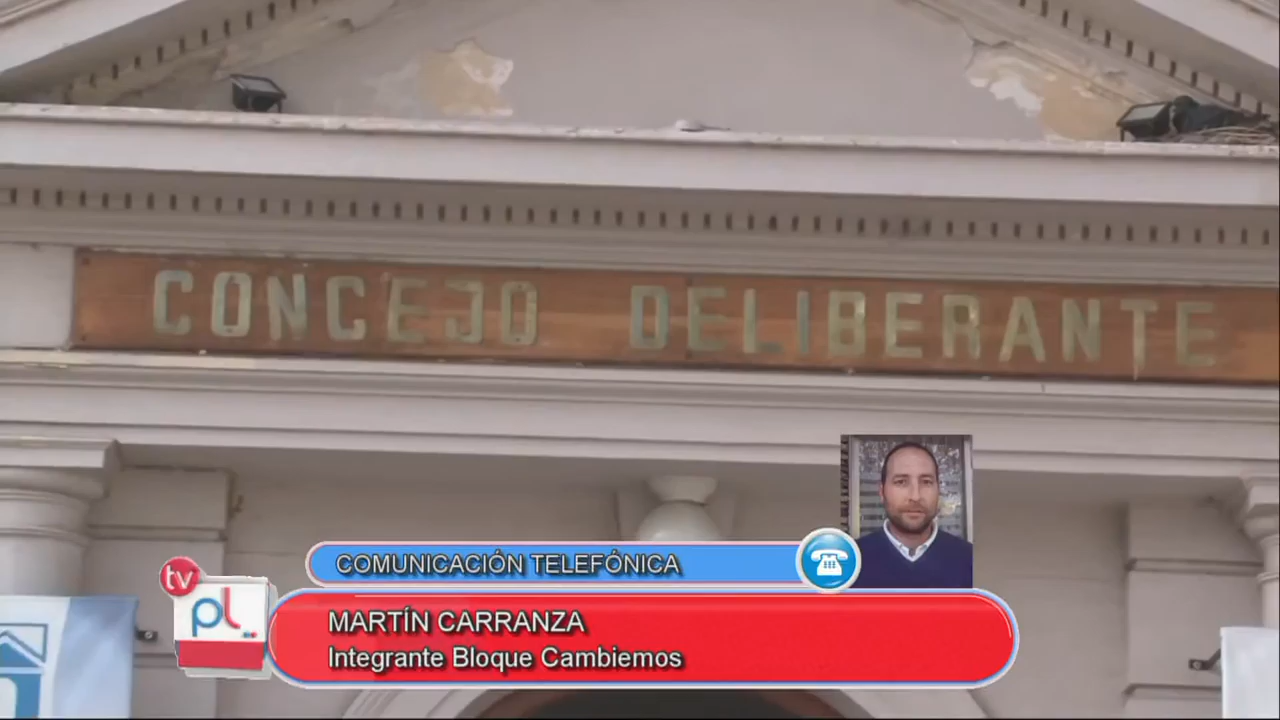 CONCEJO DELIBERANTE
COMUNICACIÓN TELEFÓNICA
tv
pl
MARTÍN CARRANZA
Integrante Bloque Cambiemos